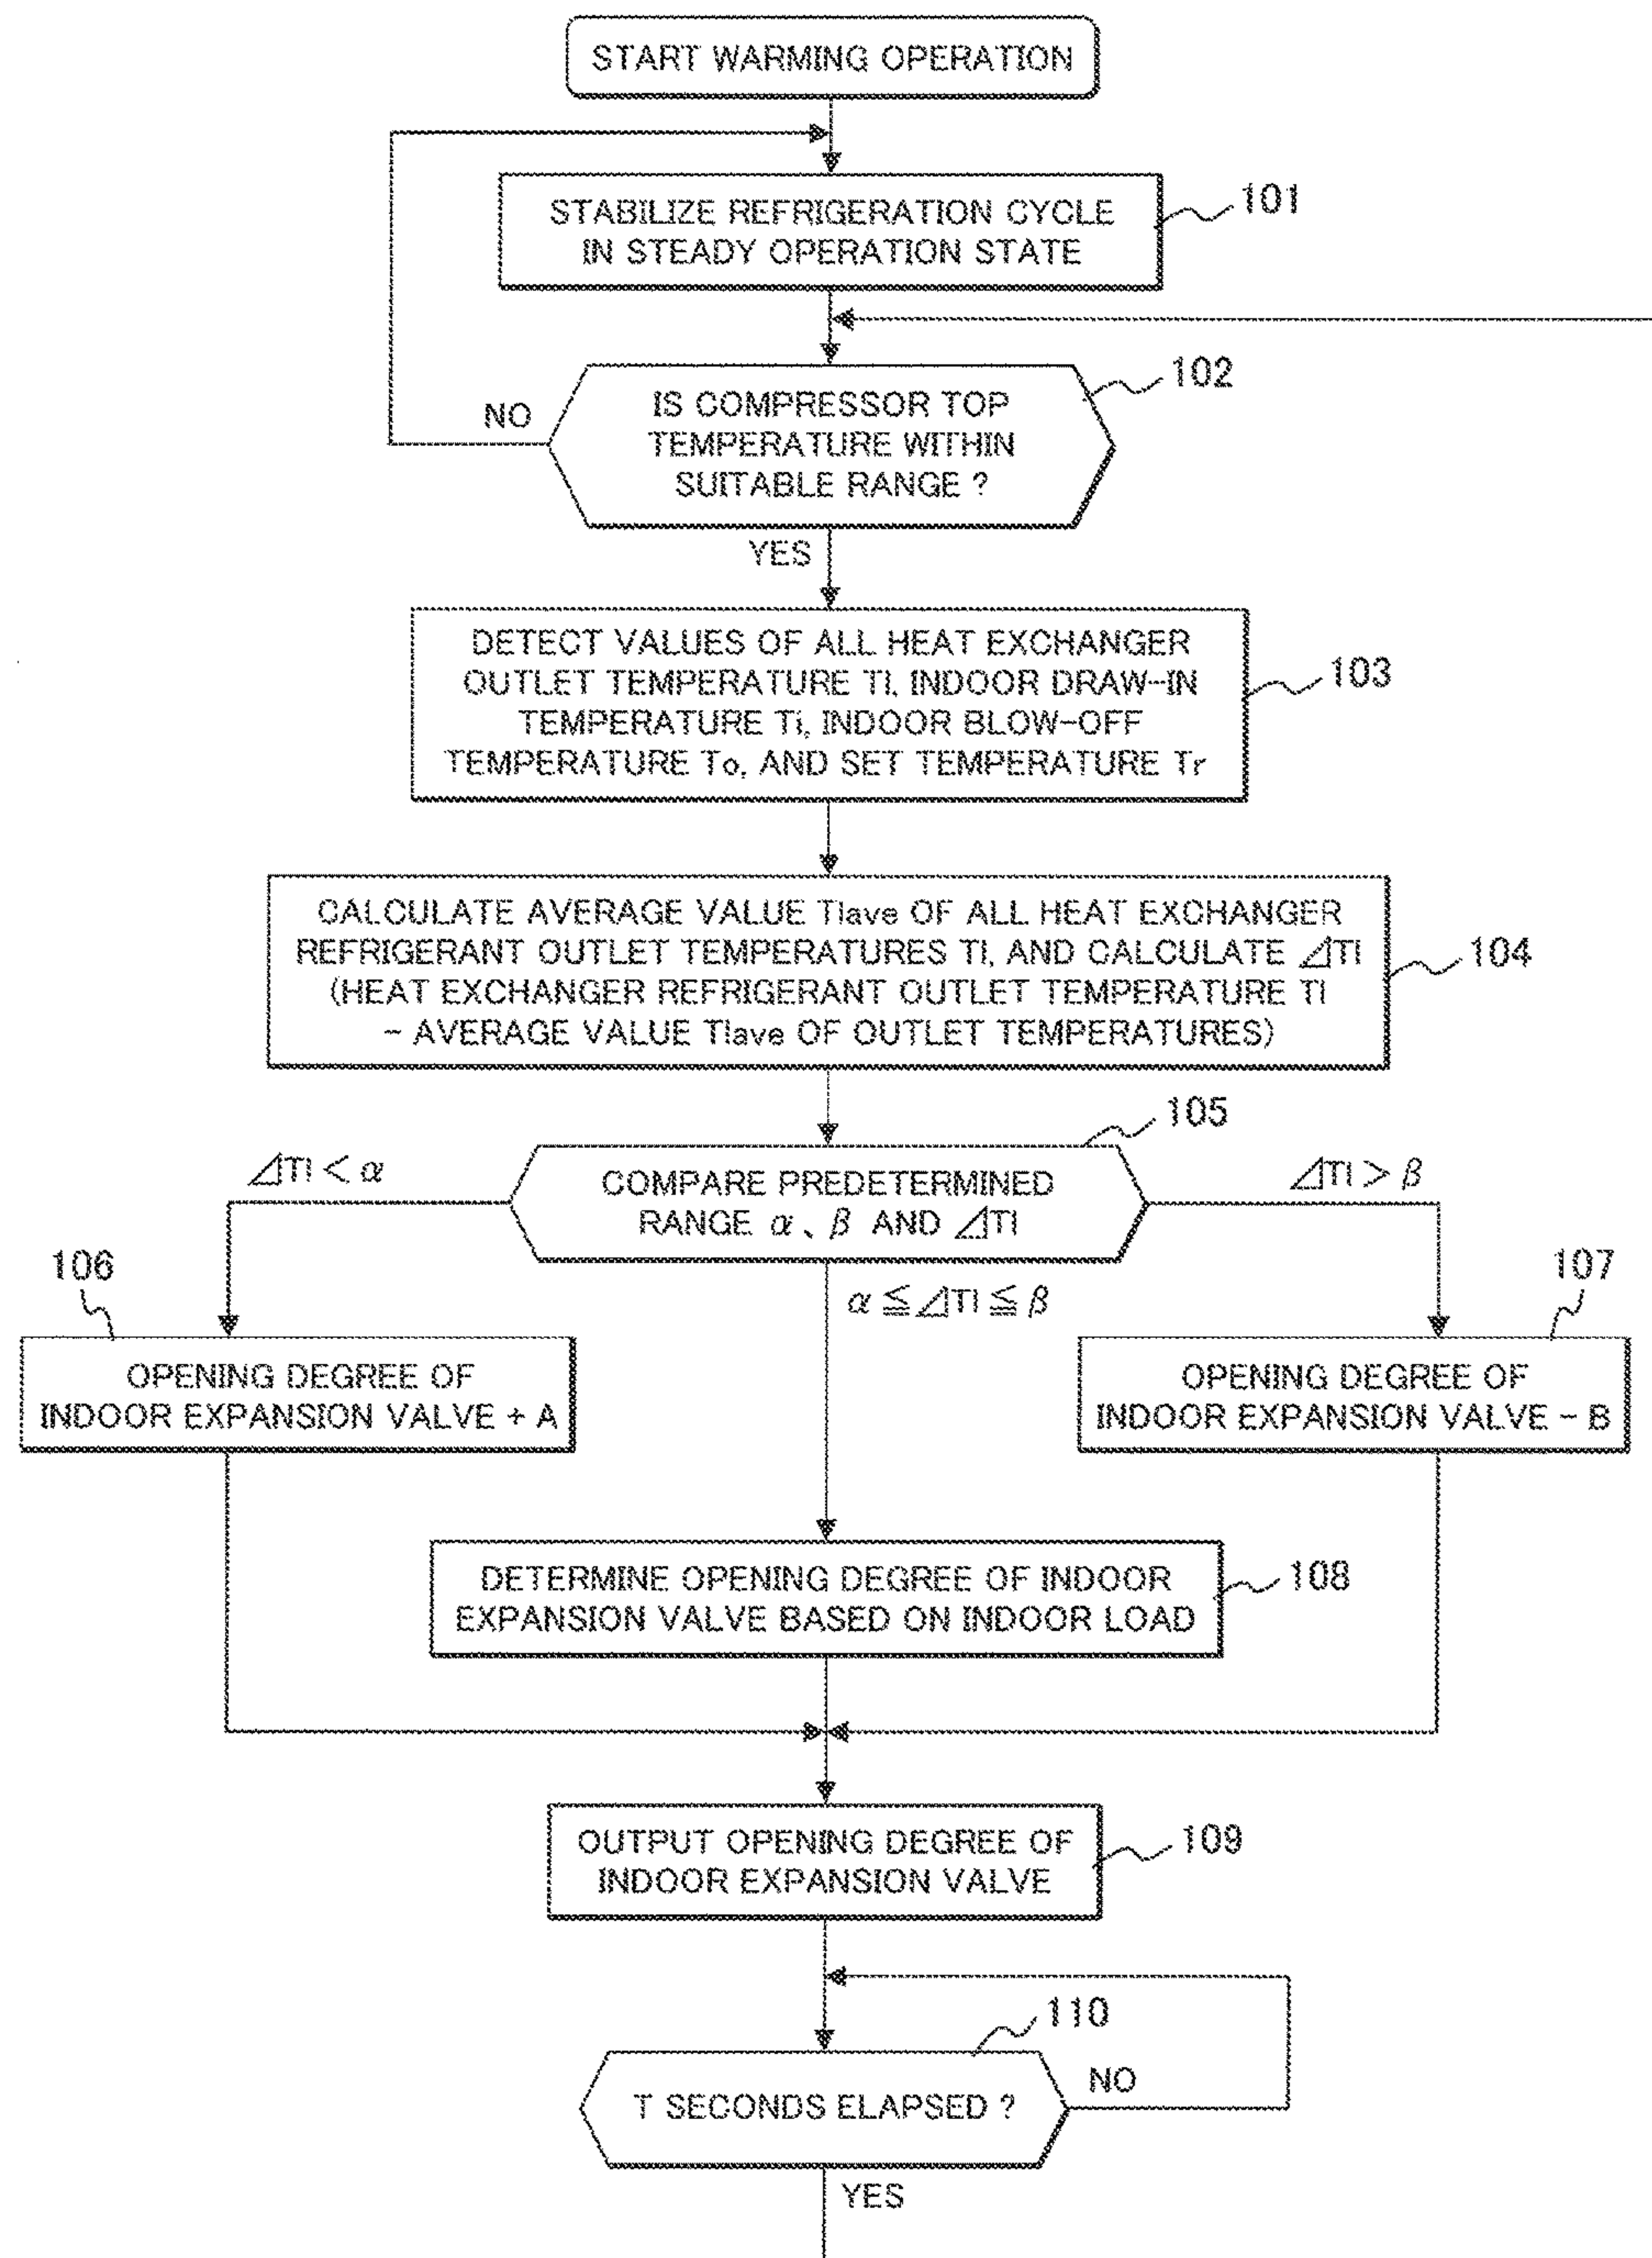 START WARMING OPERATION
STABILIZE REFRIGERATION CYCLE
IN STEADY OPERATION STATE
101
IS COMPRESSOR TOP
TEMPERATURE WITHIN
SUITABLE RANGE ?
102
NO
YES
DETECT VALUES OF ALL HEAT EXCHANGER
OUTLET TEMPERATURE Tl, INDOOR DRAW-IN
TEMPERATURE Ti, INDOOR BLOW-OFF
TEMPERATURE To, AND SET TEMPERATURE Tr
103
CALCULATE AVERAGE VALUE Tlave OF ALL HEAT EXCHANGER
REFRIGERANT OUTLET TEMPERATURES Tl, AND CALCULATE ⊿Tl
(HEAT EXCHANGER REFRIGERANT OUTLET TEMPERATURE Tl
- AVERAGE VALUE Tlave OF OUTLET TEMPERATURES)
104
105
COMPARE PREDETERMINED
RANGE α、β AND ⊿Tl
⊿Tl < α
⊿Tl > β
α ≦ ⊿Tl ≦ β
106
OPENING DEGREE OF
INDOOR EXPANSION VALVE + A
107
OPENING DEGREE OF
INDOOR EXPANSION VALVE - B
DETERMINE OPENING DEGREE OF INDOOR
EXPANSION VALVE BASED ON INDOOR LOAD
108
OUTPUT OPENING DEGREE OF
INDOOR EXPANSION VALVE
109
110
T SECONDS ELAPSED ?
NO
YES